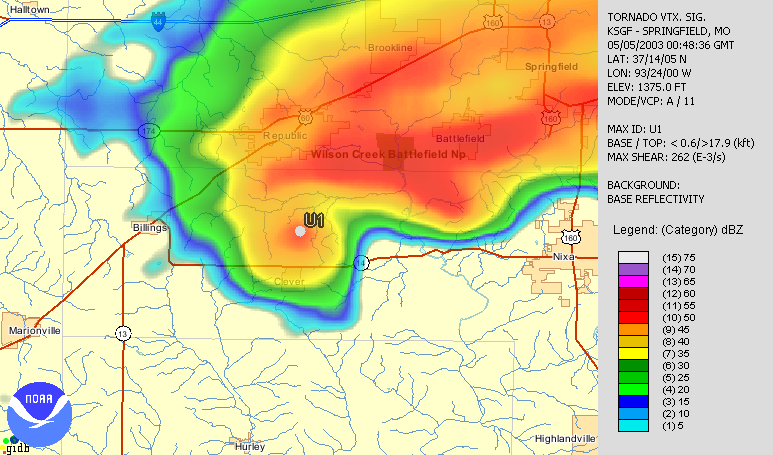 Halltown
44
160
13
Brookline
Springfield
60
160
174
Republic
Battlefield
Wilson Creek Battlefield Np
U1
Billings
160
Nixa
14
Clever
Marionville
13
NOAA
gidb
Hurley
Highlandville
TORNADO VTX. SIG.
KSGF - SPRINGFIELD, MO
05/05/2003 00:48:36 GMT
LAT: 37/14/05 N
LON: 93/24/00 W
ELEV: 1375.0 FT
MODE/VCP: A / 11
MAX ID: U1
BASE / TOP: < 0.6/>17.9 (kft)
MAX SHEAR: 262 (E-3/s)
BACKGROUND:
BASE REFLECTIVITY
Legend: (Category) dBZ
(15) 75
(14) 70
(13) 65
(12) 60
(11) 55
(10) 50
(9) 45
(8) 40
(7) 35
(6) 30
(5) 25
(4) 20
(3) 15
(2) 10
(1) 5